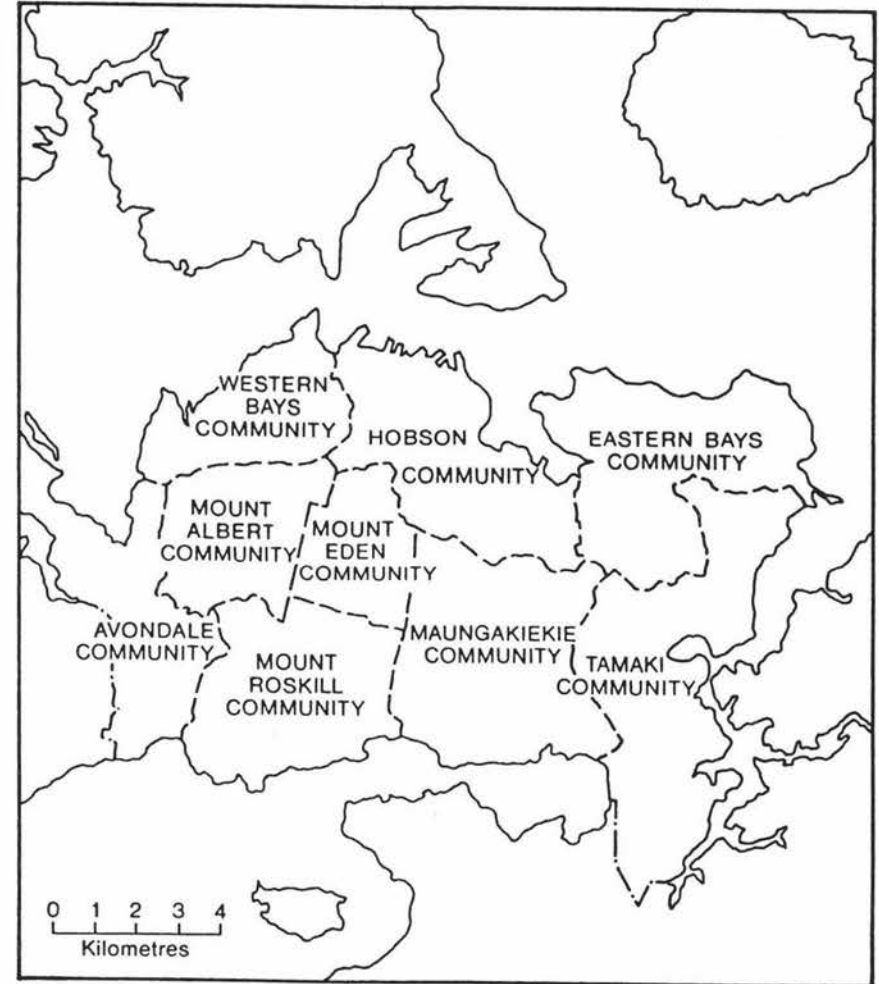 WESTERN
BAYS
COMMUNITY
HOBSON
COMMUNITY
EASTERN BAYS
COMMUNITY
MOUNT
ALBERT
COMMUNITY
MOUNT
EDEN
COMMUNITY
AVONDALE
COMMUNITY
MOUNT
ROSKILL
COMMUNITY
MAUNGAKIEKIE
COMMUNITY
TAMAKI
COMMUNITY
0 1 2 3 4
Kilometres